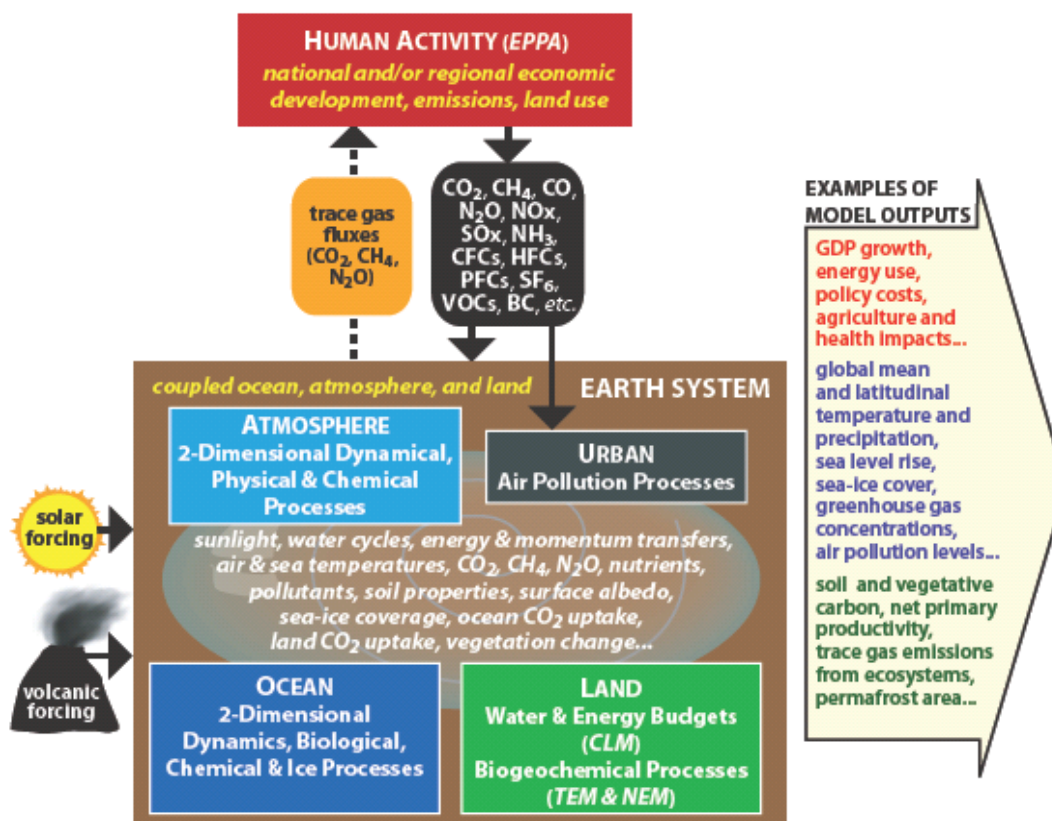 HUMAN ACTIVITY (EPPA)
national and/or regional economic
development, emissions, land use
trace gas
fluxes
(CO₂, CH₄,
N₂O)
CO₂, CH₄, CO,
N₂O, NOx,
SOx, NH₃,
CFCs, HFCs,
PFCs, SF₆,
VOCs, BC, etc.
coupled ocean, atmosphere, and land
EARTH SYSTEM
ATMOSPHERE
2-Dimensional Dynamical,
Physical & Chemical
Processes
URBAN
Air Pollution Processes
solar
forcing
sunlight, water cycles, energy & momentum transfers,
air & sea temperatures, CO₂, CH₄, N₂O, nutrients,
pollutants, soil properties, surface albedo,
sea-ice coverage, ocean CO₂ uptake,
land CO₂ uptake, vegetation change...
volcanic
forcing
OCEAN
2-Dimensional
Dynamics, Biological,
Chemical & Ice Processes
LAND
Water & Energy Budgets
(CLM)
Biogeochemical Processes
(TEM & NEM)
EXAMPLES OF
MODEL OUTPUTS
GDP growth,
energy use,
policy costs,
agriculture and
health impacts...
global mean
and latitudinal
temperature and
precipitation,
sea level rise,
sea-ice cover,
greenhouse gas
concentrations,
air pollution levels...
soil and vegetative
carbon, net primary
productivity,
trace gas emissions
from ecosystems,
permafrost area...